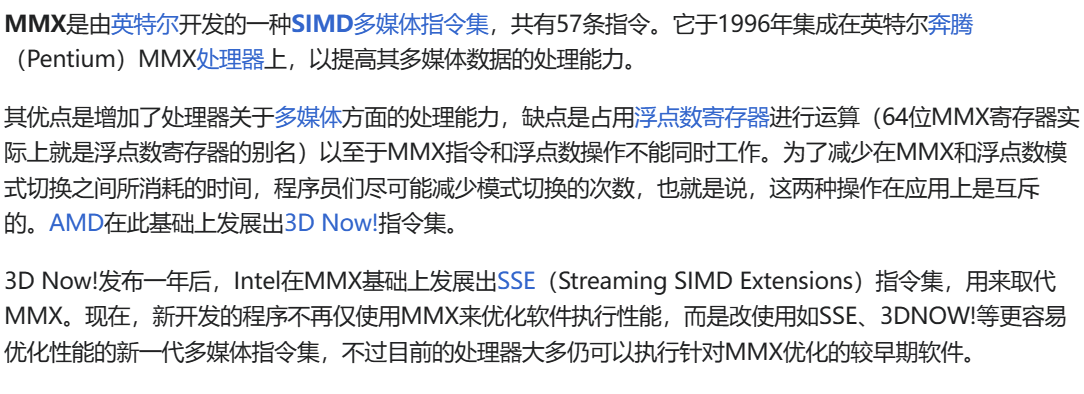 MMX是由英特尔开发的一种SIMD多媒体指令集，共有57条指令。它于1996年集成在英特尔奔腾
（Pentium）MMX处理器上，以提高其多媒体数据的处理能力。
其优点是增加了处理器关于多媒体方面的处理能力，缺点是占用浮点数寄存器进行运算（64位MMX寄存器实
际上就是浮点数寄存器的别名）以至于MMX指令和浮点数操作不能同时工作。为了减少在MMX和浮点数模
式切换之间所消耗的时间，程序员们尽可能减少模式切换的次数，也就是说，这两种操作在应用上是互斥
的。AMD在此基础上发展出3D Now!指令集。
3D Now!发布一年后，Intel在MMX基础上发展出SSE（Streaming SIMD Extensions）指令集，用来取代
MMX。现在，新开发的程序不再仅使用MMX来优化软件执行性能，而是改使用如SSE、3DNOW!等更容易
优化性能的新一代多媒体指令集，不过目前的处理器大多仍可以执行针对MMX优化的较早期软件。